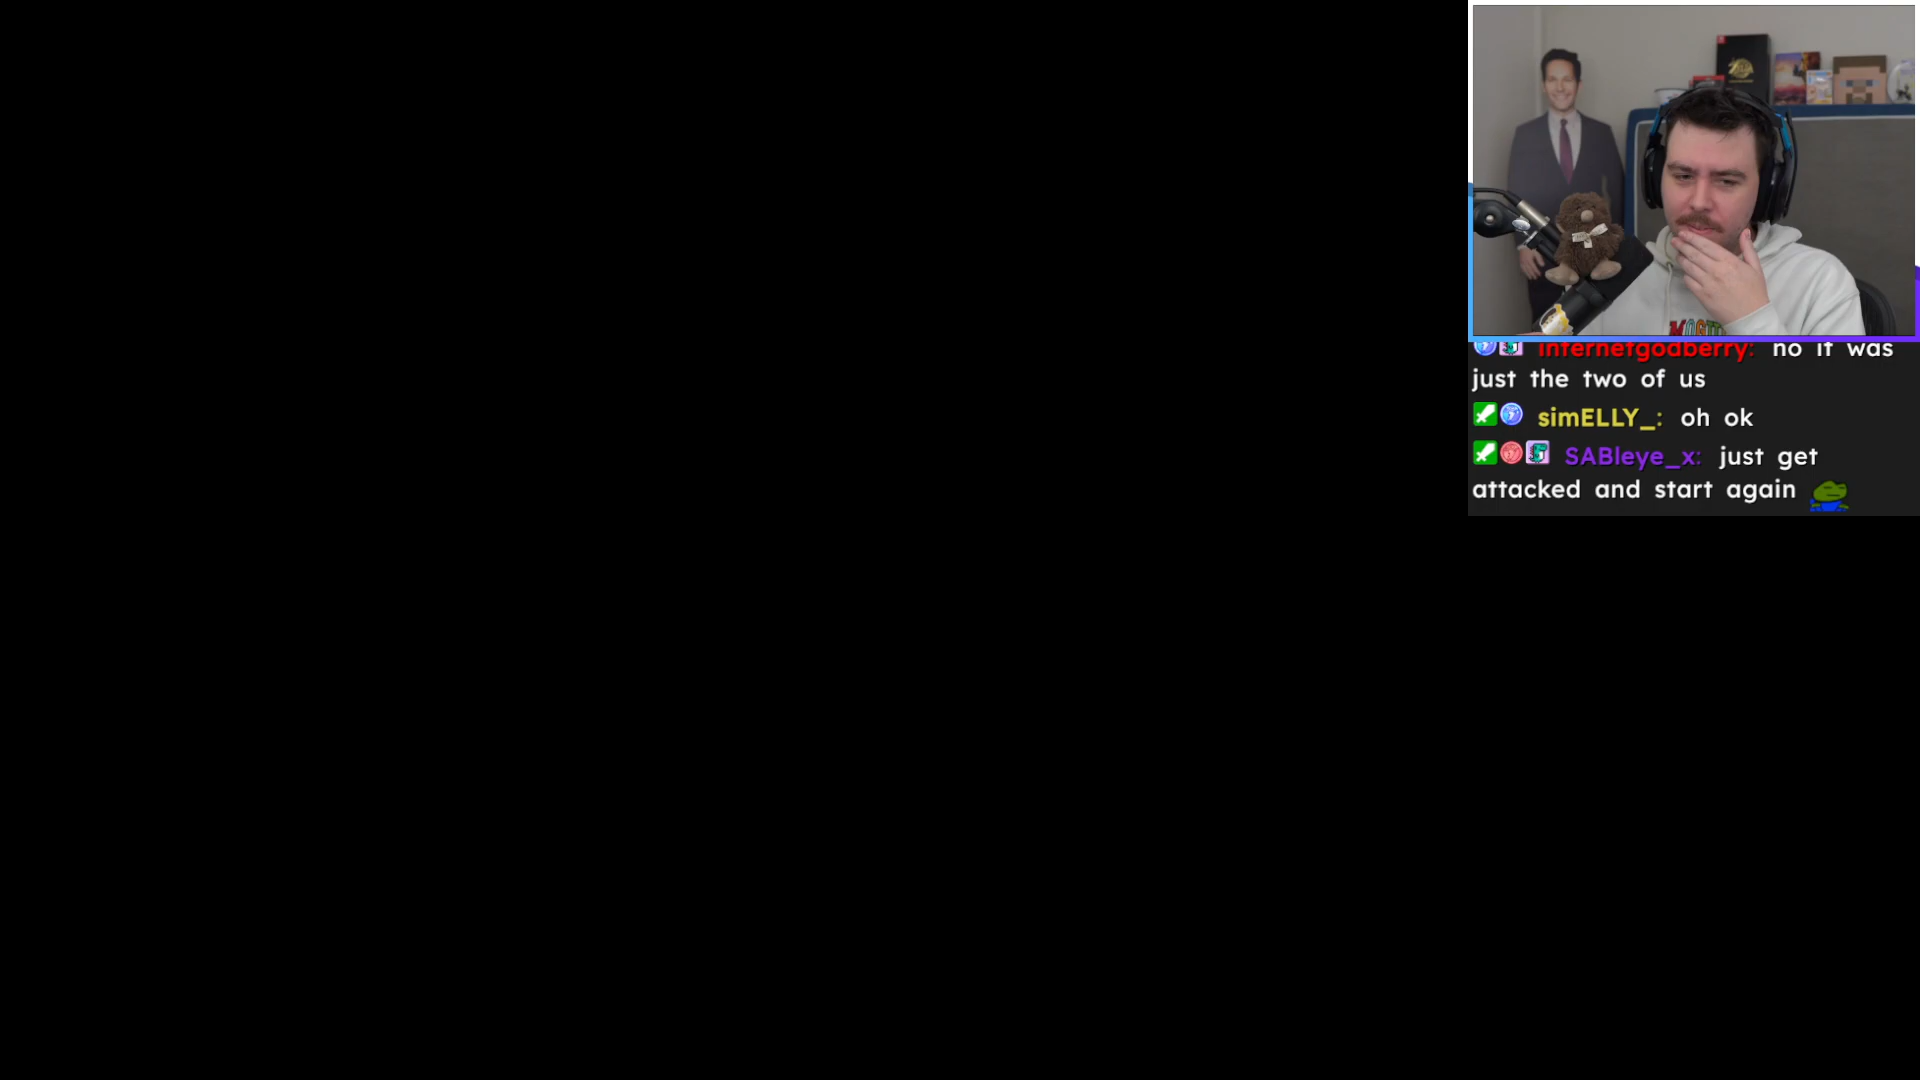 internetgodberry: no it was
just the two of us
simELLY_: oh ok
SABleye_x: just get
attacked and start again